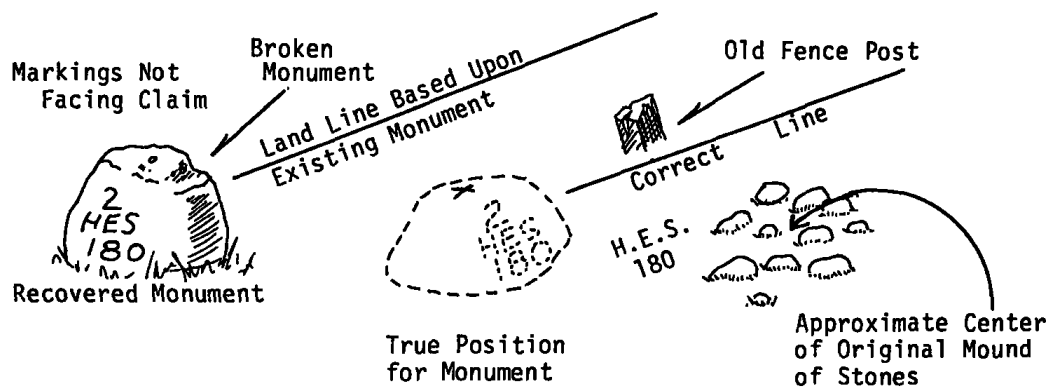 Markings Not
Facing Claim
Broken
Monument
Land Line Based Upon
Existing Monument
Old Fence Post
Correct Line
2
HES
180
Recovered Monument
2
HES
180
True Position
for Monument
H.E.S.
180
Approximate Center
of Original Mound
of Stones